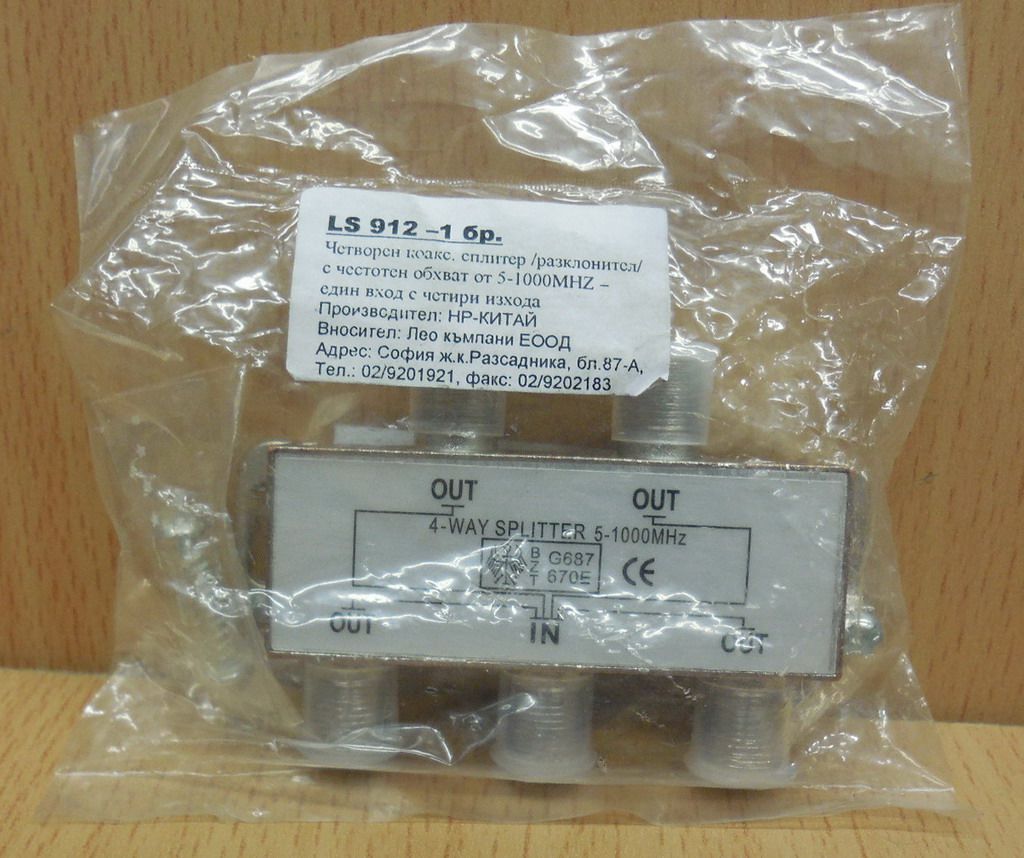 LS 912 –1 бр.
Четворен коакс. сплитер /разклонител/
с честотен обхват от 5-1000MHZ –
един вход с четири изхода
Производител: НР-КИТАЙ
Вносител: Лео къмпани ЕООД
Адрес: София ж.к.Разсадника, бл.87-А,
Тел.: 02/9201921, факс: 02/9202183
OUT OUT
4-WAY SPLITTER 5-1000MHz
BZT G687 670E CE
OUT IN OUT